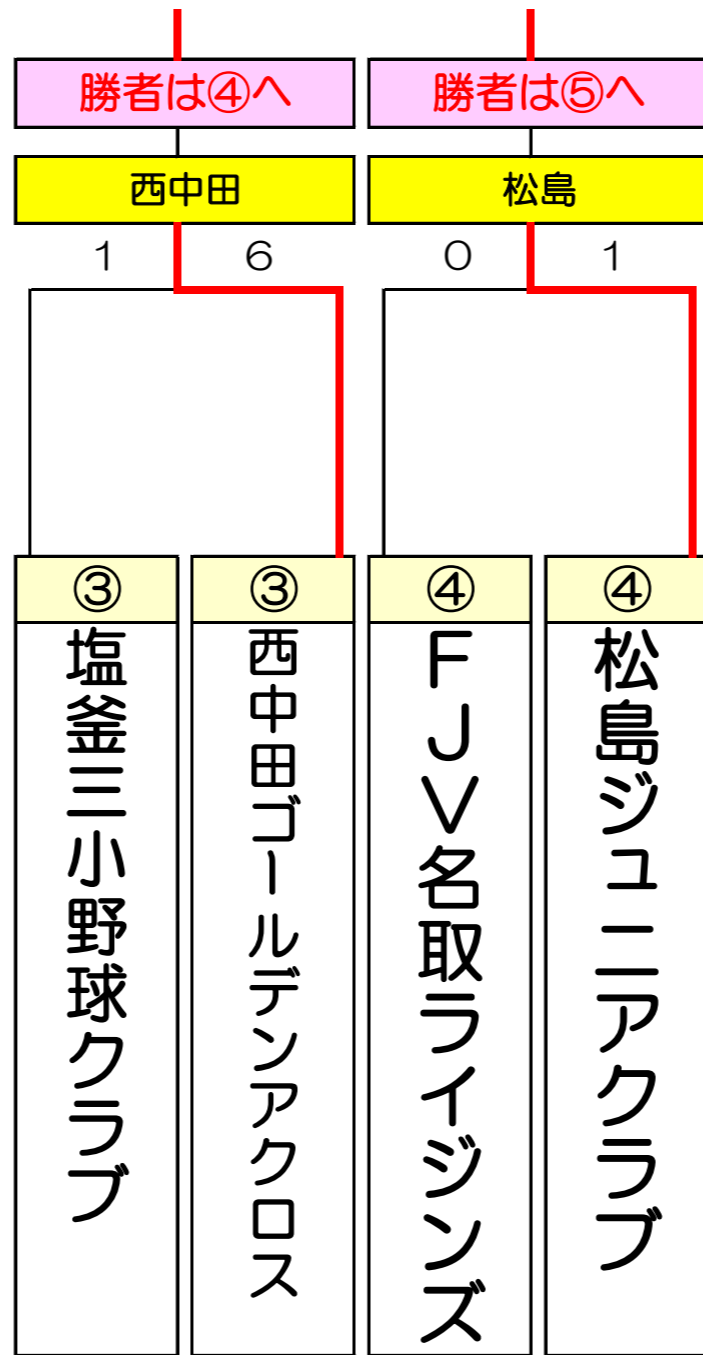 勝者は④へ
勝者は⑤へ
西中田
松島
1 6
0 1
③
③
④
④
塩釜三小野球クラブ
西中田ゴールデンアクロス
FJV名取ライジンズ
松島ジュニアクラブ